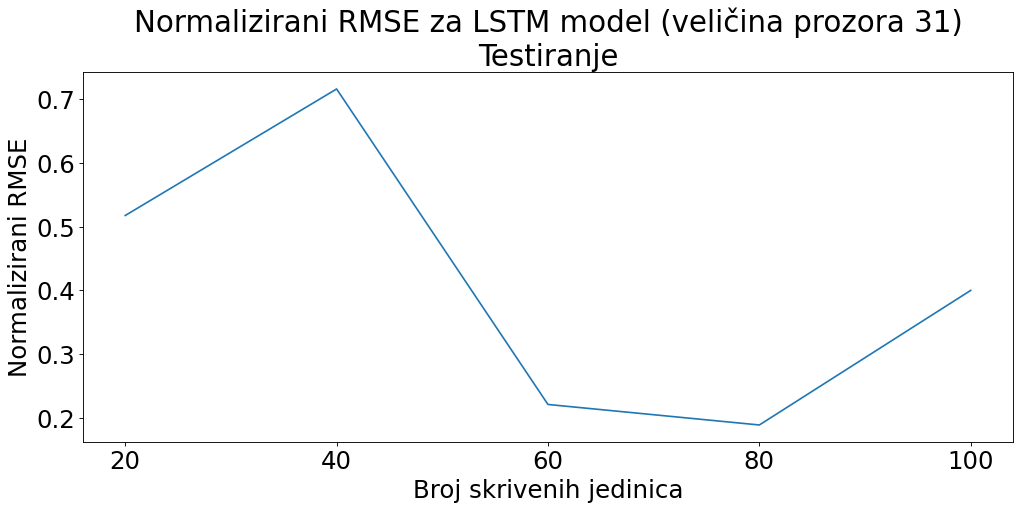 Normalizirani RMSE za LSTM model (veličina prozora 31)
Testiranje
Normalizirani RMSE
0.7
0.6
0.5
0.4
0.3
0.2
20 40 60 80 100
Broj skrivenih jedinica